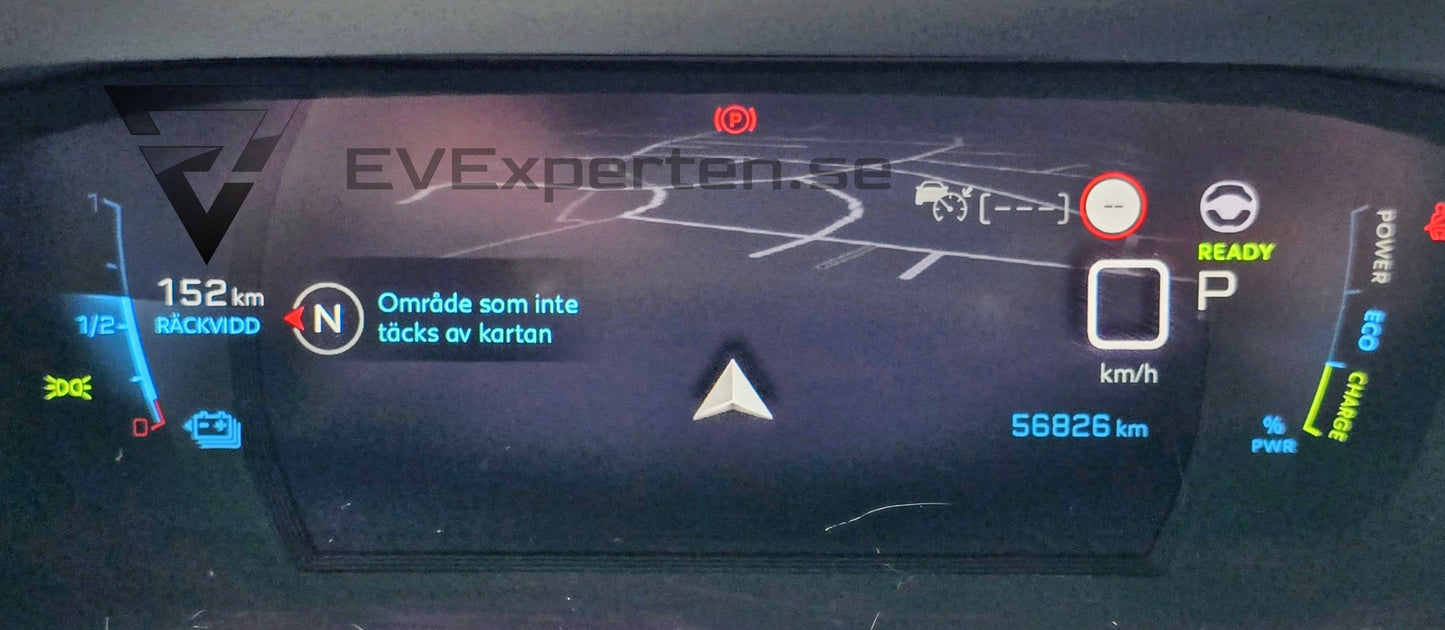 P
EVExperten.se
1
[---]
--
READY
POWER
152 km
RÄCKVIDD
1/2
N
Område som inte
täcks av kartan
0
P
ECO
km/h
CHARGE
0
56826 km
%
PWR